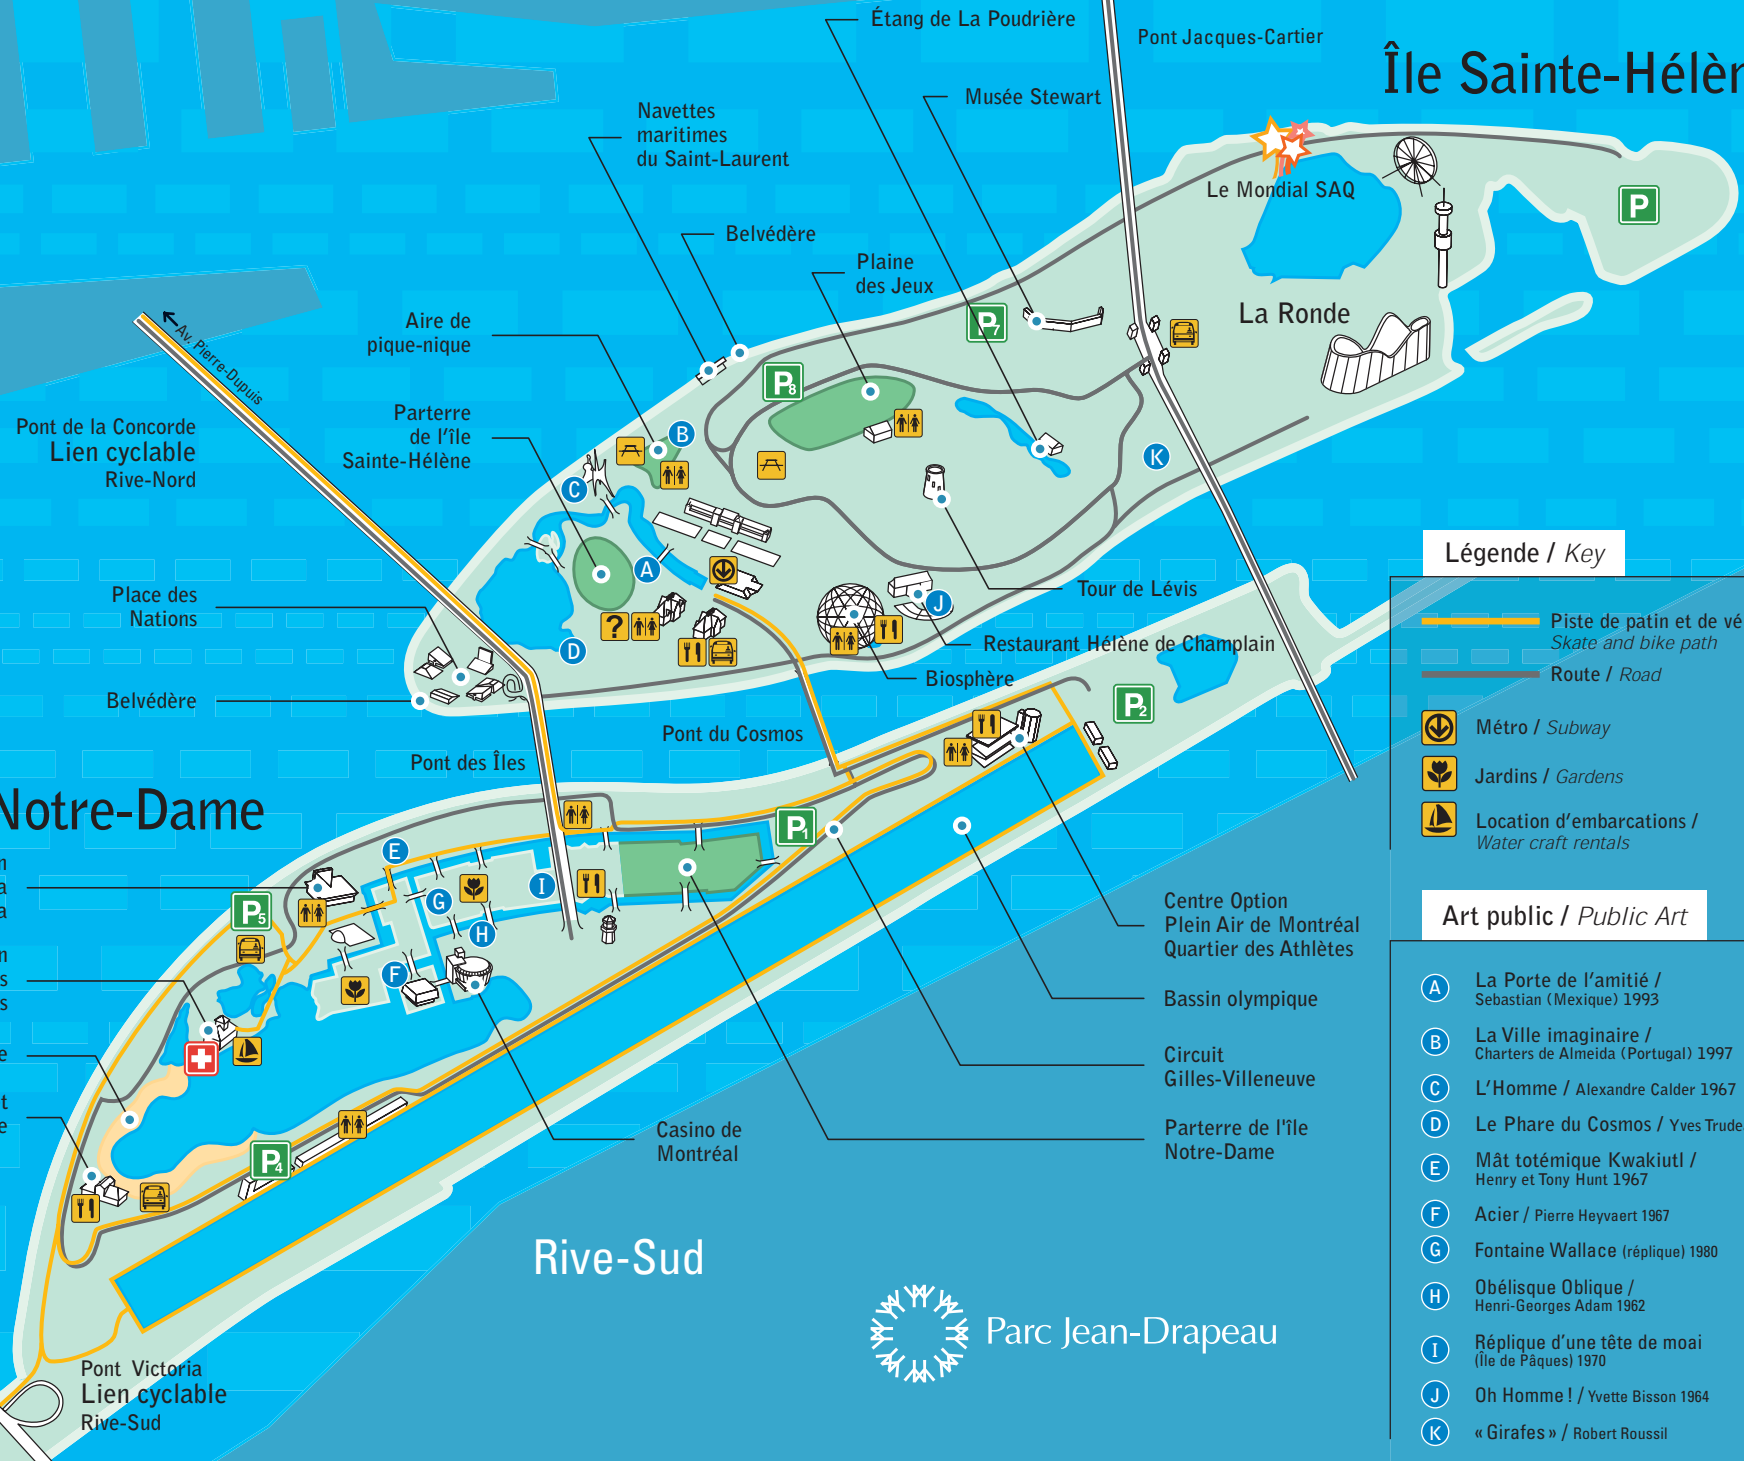 Étang de La Poudrière
Pont Jacques-Cartier
Île Sainte-Hélèn
Musée Stewart
Navettes
maritimes
du Saint-Laurent
Le Mondial SAQ
P
Belvédère
Plaine
des Jeux
La Ronde
P7
Aire de
pique-nique
Av. Pierre-Dupuis
P8
Parterre
de l'île
Sainte-Hélène
Pont de la Concorde
Lien cyclable
Rive-Nord
B
K
C
A
Place des
Nations
Tour de Lévis
J
?
D
Restaurant Hélène de Champlain
Biosphère
Belvédère
P2
Pont du Cosmos
Pont des Îles
Notre-Dame
P1
E
n
a
a
I
G
P5
H
n
s
s
F
Centre Option
Plein Air de Montréal
Quartier des Athlètes
Bassin olympique
e
Circuit
Gilles-Villeneuve
t
e
Casino de
Montréal
Parterre de l'île
Notre-Dame
P4
Rive-Sud
Parc Jean-Drapeau
Pont Victoria
Lien cyclable
Rive-Sud
Légende / Key
Piste de patin et de vé
Skate and bike path
Route / Road
Métro / Subway
Jardins / Gardens
Location d'embarcations /
Water craft rentals
Art public / Public Art
A La Porte de l'amitié /
Sebastian (Mexique) 1993
B La Ville imaginaire /
Charters de Almeida (Portugal) 1997
C L'Homme / Alexandre Calder 1967
D Le Phare du Cosmos / Yves Trude
E Mât totémique Kwakiutl /
Henry et Tony Hunt 1967
F Acier / Pierre Heyvaert 1967
G Fontaine Wallace (réplique) 1980
H Obélisque Oblique /
Henri-Georges Adam 1962
I Réplique d'une tête de moai
(Île de Pâques) 1970
J Oh Homme ! / Yvette Bisson 1964
K « Girafes » / Robert Roussil